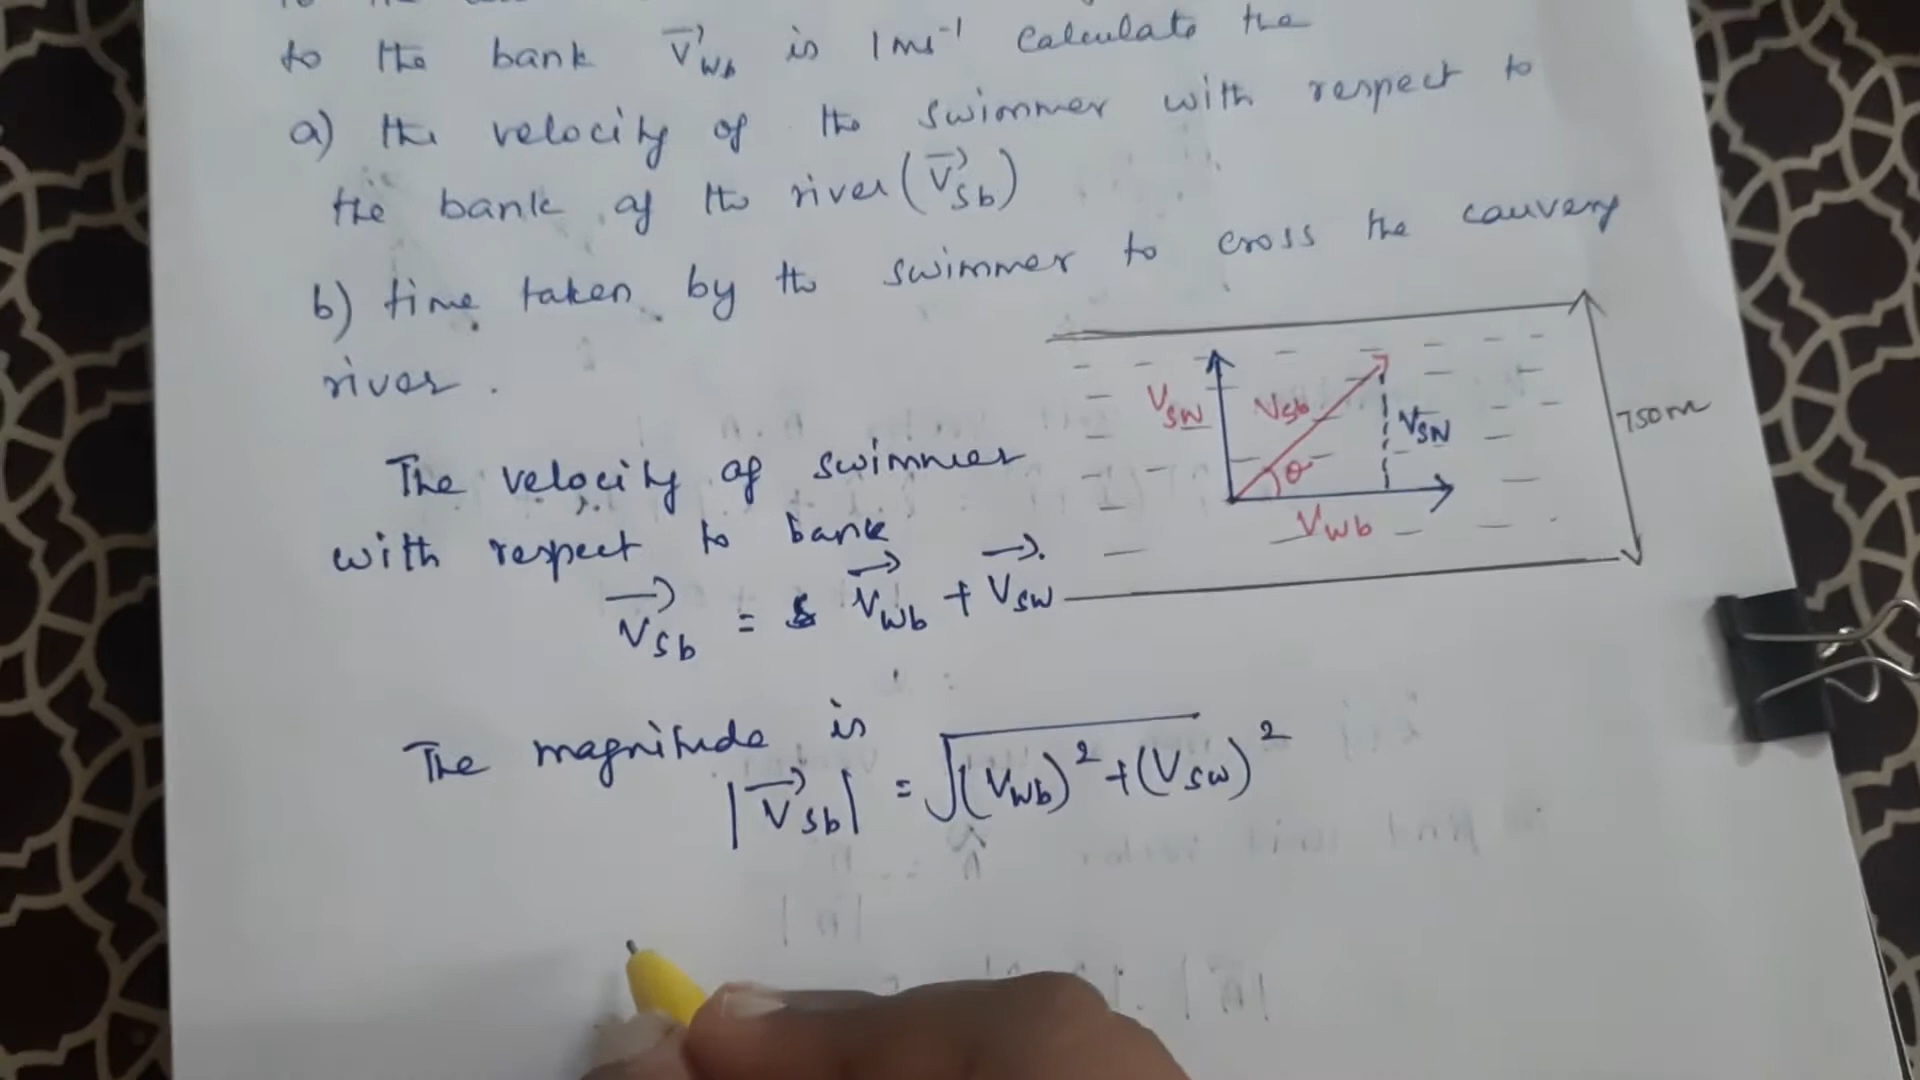 to the bank V⃗wb is 1ms⁻¹ calculate the
a) the velocity of the swimmer with respect to
the bank of the river (V⃗sb)
b) time taken by the swimmer to cross the cauvery
river.
Vsw Vsb VSN
θ
Vwb
750m
The velocity of swimmer
with respect to bank
V⃗sb = V⃗wb + V⃗sw
The magnitude is
|V⃗sb| = √(Vwb)² + (Vsw)²